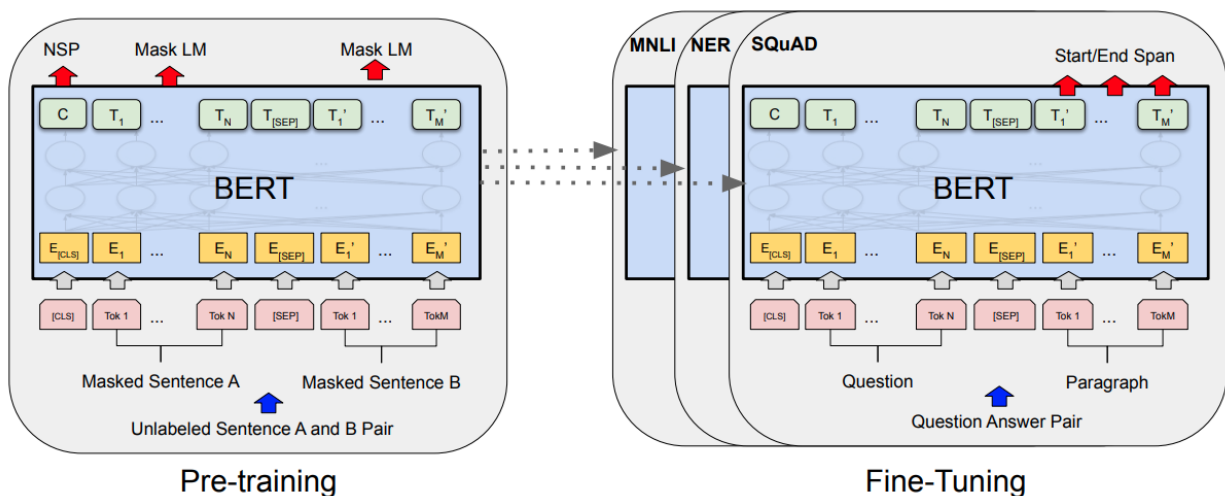 NSP Mask LM Mask LM
C T1 ... TN T[SEP] T1' ... TM'
...
BERT
...
E[CLS] E1 ... EN E[SEP] E1' ... EM'
[CLS] Tok 1 ... Tok N [SEP] Tok 1 ... TokM
Masked Sentence A Masked Sentence B
Unlabeled Sentence A and B Pair
Pre-training
MNLI NER SQuAD
Start/End Span
C T1 ... TN T[SEP] T1' ... TM'
...
BERT
...
E[CLS] E1 ... EN E[SEP] E1' ... EM'
[CLS] Tok 1 ... Tok N [SEP] Tok 1 ... TokM
Question Paragraph
Question Answer Pair
Fine-Tuning